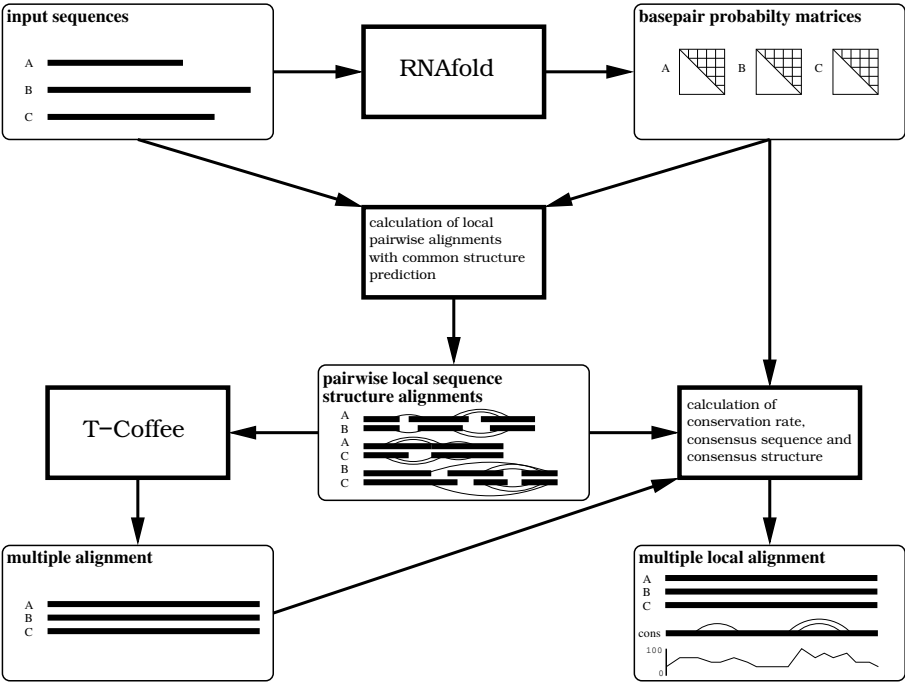 input sequences
A
B
C
RNAfold
basepair probabilty matrices
A
B
C
calculation of local
pairwise alignments
with common structure
prediction
pairwise local sequence
structure alignments
A
B
A
C
B
C
T−Coffee
calculation of
conservation rate,
consensus sequence and
consensus structure
multiple alignment
A
B
C
multiple local alignment
A
B
C
cons
100
0